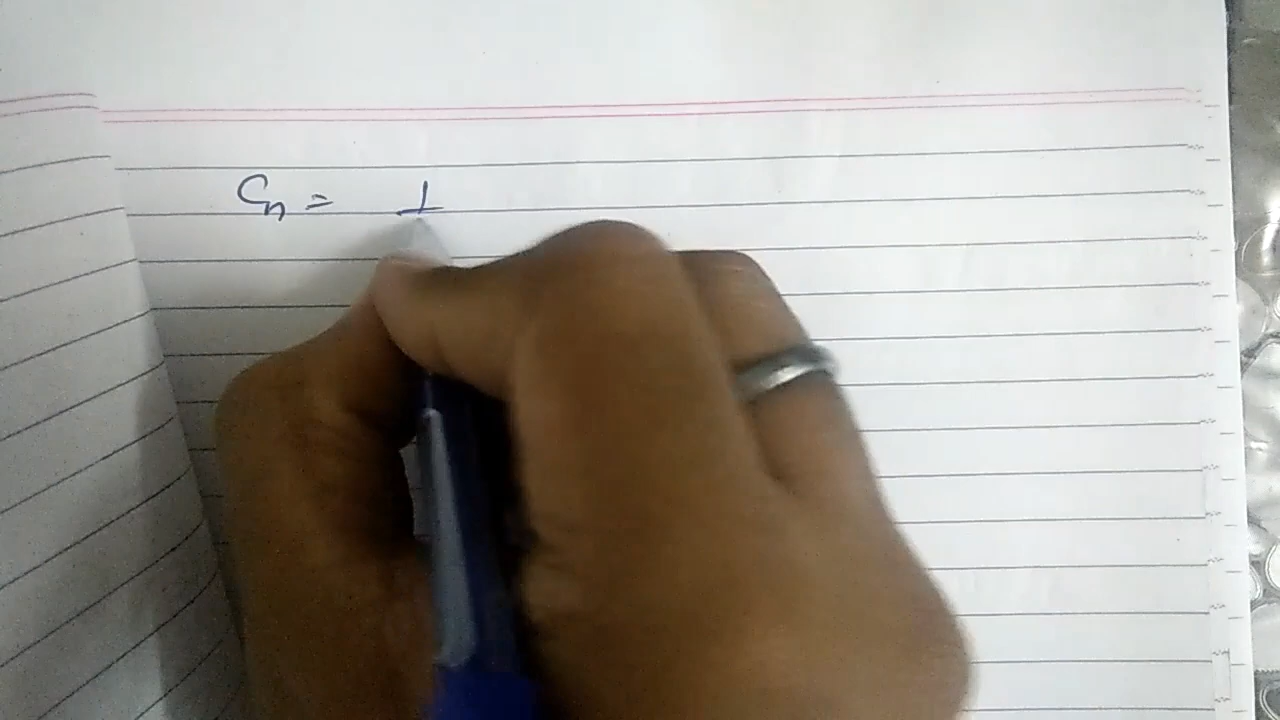 Cn = 1